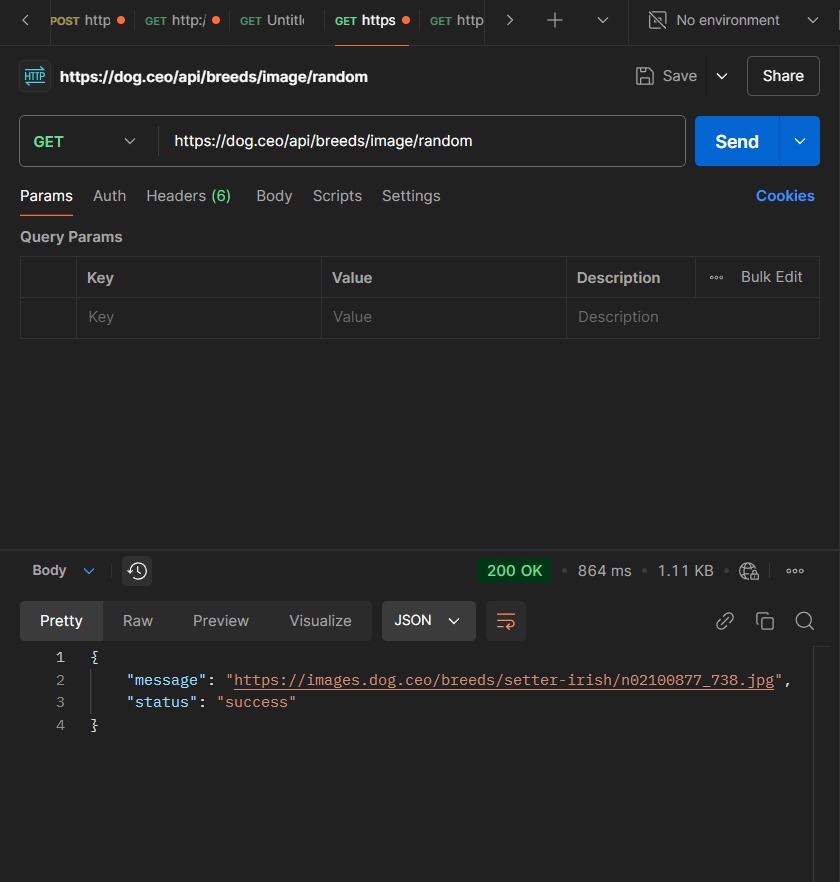 POST http GET http:/ GET Untitl GET https GET http No environment
HTTP https://dog.ceo/api/breeds/image/random Save Share
GET https://dog.ceo/api/breeds/image/random Send
Params Auth Headers (6) Body Scripts Settings Cookies
Query Params
Key Value Description Bulk Edit
Key Value Description
Body 200 OK 864 ms 1.11 KB
Pretty Raw Preview Visualize JSON
1 {
2 "message": "https://images.dog.ceo/breeds/setter-irish/n02100877_738.jpg",
3 "status": "success"
4 }